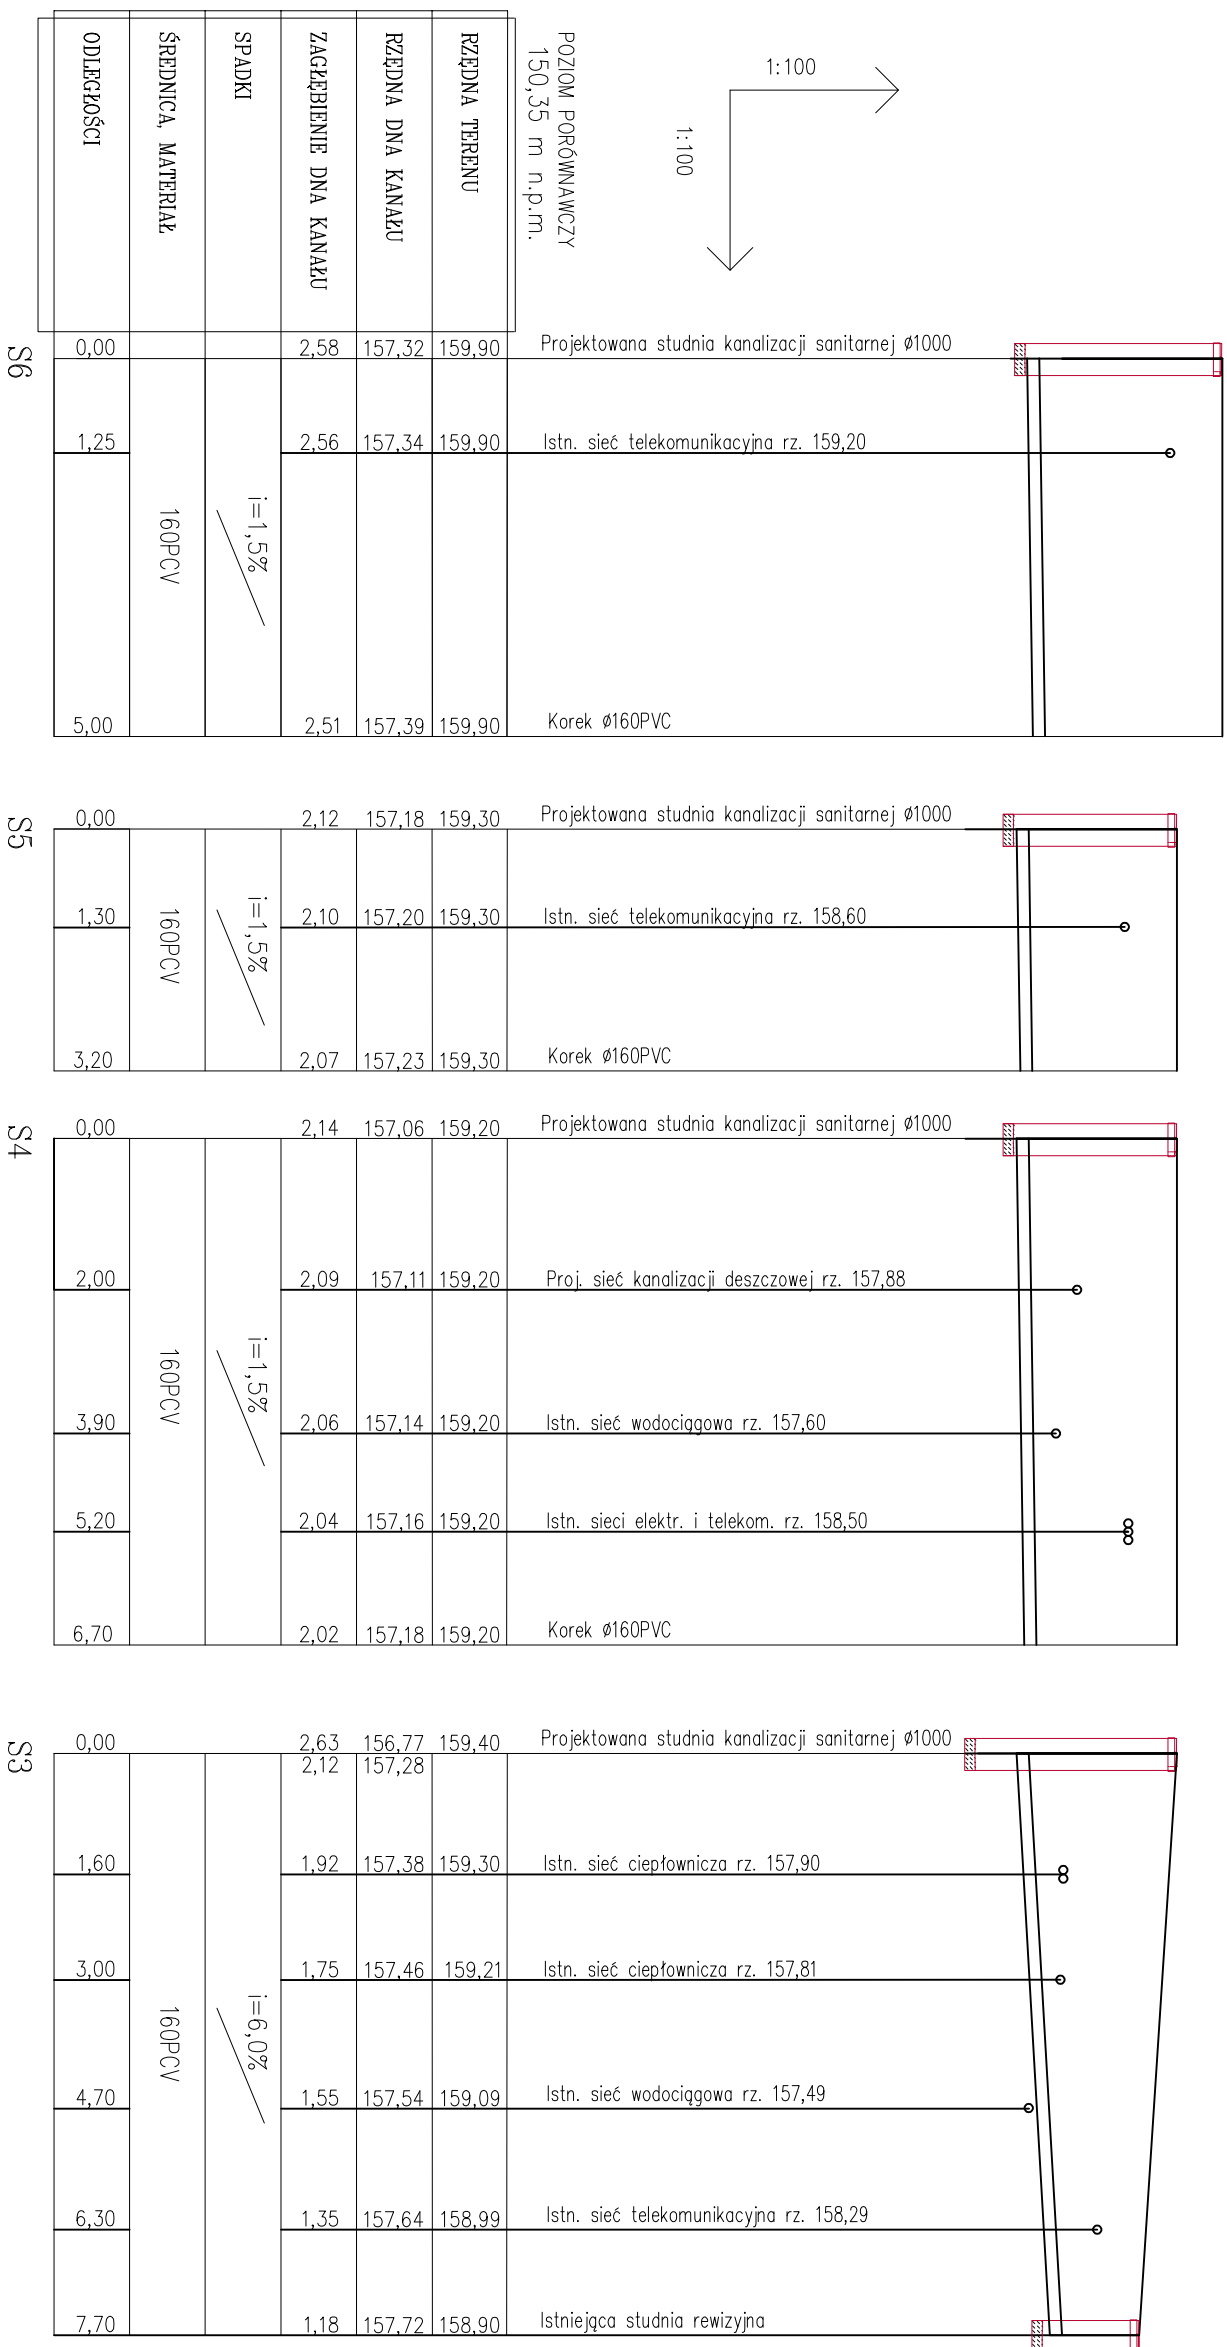 1:100
1:100
POZIOM PORÓWNAWCZY
150,35 m n.p.m.
RZĘDNA TERENU
RZĘDNA DNA KANAŁU
ZAGŁĘBIENIE DNA KANAŁU
SPADKI
ŚREDNICA, MATERIAŁ
ODLEGŁOŚCI
Projektowana studnia kanalizacji sanitarnej ø1000
159,90
157,32
2,58
0,00
S6
Istn. sieć telekomunikacyjna rz. 159,20
159,90
157,34
2,56
1,25
i=1,5%
160PCV
Korek ø160PVC
159,90
157,39
2,51
5,00
Projektowana studnia kanalizacji sanitarnej ø1000
159,30
157,18
2,12
0,00
S5
Istn. sieć telekomunikacyjna rz. 158,60
159,30
157,20
2,10
1,30
i=1,5%
160PCV
Korek ø160PVC
159,30
157,23
2,07
3,20
Projektowana studnia kanalizacji sanitarnej ø1000
159,20
157,06
2,14
0,00
S4
Proj. sieć kanalizacji deszczowej rz. 157,88
159,20
157,11
2,09
2,00
i=1,5%
160PCV
Istn. sieć wodociągowa rz. 157,60
159,20
157,14
2,06
3,90
Istn. sieci elektr. i telekom. rz. 158,50
159,20
157,16
2,04
5,20
Korek ø160PVC
159,20
157,18
2,02
6,70
Projektowana studnia kanalizacji sanitarnej ø1000
159,40
156,77
157,28
2,63
2,12
0,00
S3
Istn. sieć ciepłownicza rz. 157,90
159,30
157,38
1,92
1,60
Istn. sieć ciepłownicza rz. 157,81
159,21
157,46
1,75
3,00
i=6,0%
160PCV
Istn. sieć wodociągowa rz. 157,49
159,09
157,54
1,55
4,70
Istn. sieć telekomunikacyjna rz. 158,29
158,99
157,64
1,35
6,30
Istniejąca studnia rewizyjna
158,90
157,72
1,18
7,70